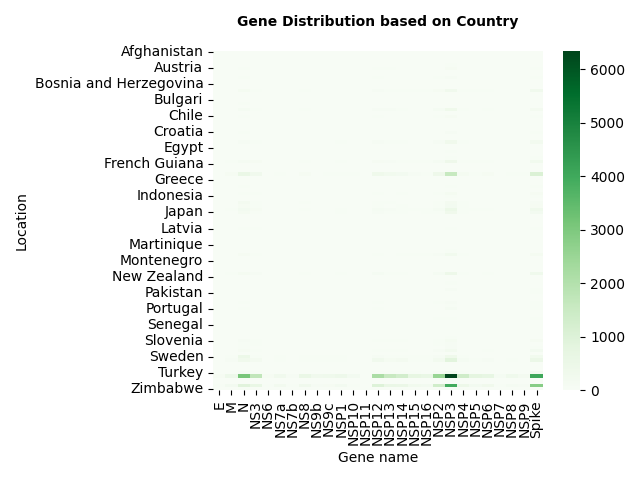 Gene Distribution based on Country
Afghanistan
Austria
Bosnia and Herzegovina
Bulgari
Chile
Croatia
Egypt
French Guiana
Greece
Indonesia
Japan
Latvia
Martinique
Montenegro
New Zealand
Pakistan
Portugal
Senegal
Slovenia
Sweden
Turkey
Zimbabwe
Location
E
M
N
NS3
NS6
NS7a
NS7b
NS8
NS9b
NS9c
NSP1
NSP10
NSP11
NSP12
NSP13
NSP14
NSP15
NSP16
NSP2
NSP3
NSP4
NSP5
NSP6
NSP7
NSP8
NSP9
Spike
Gene name
6000
5000
4000
3000
2000
1000
0